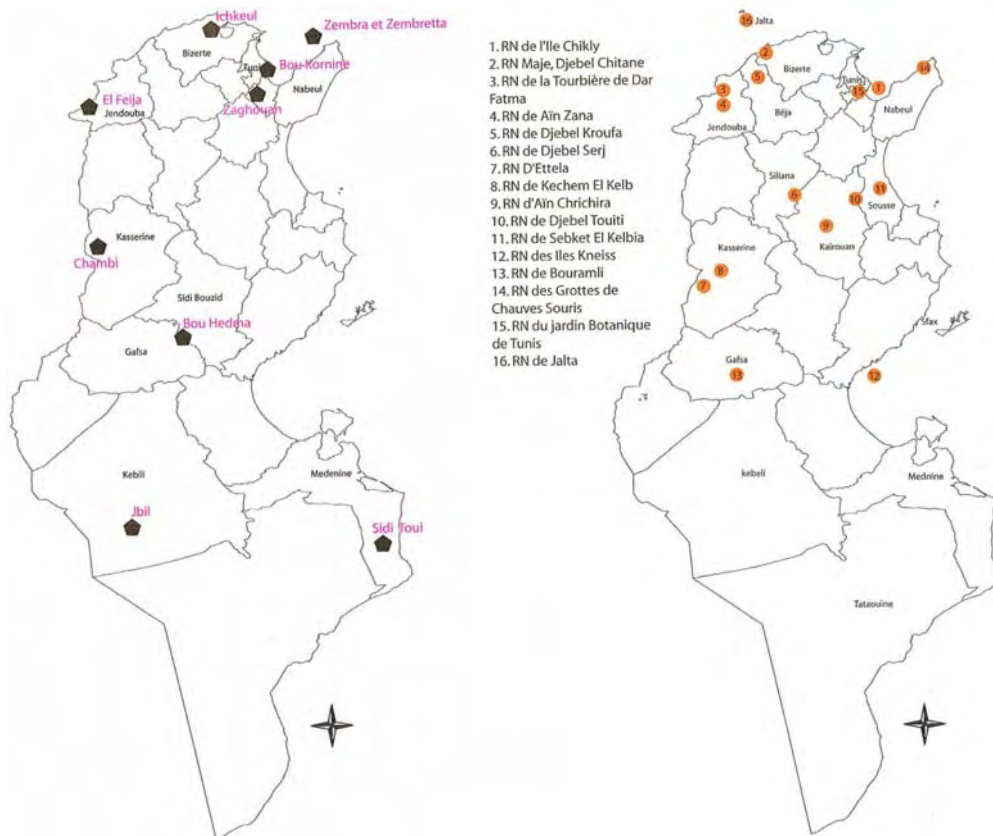 Ichkeul
Zembra et Zembretta
Bizerte
Tunis
Bou-Kornine
Nabeul
El Feija
Jendouba
Zaghouan
Kasserine
Chambi
Sidi Bouzid
Bou Hedma
Gafsa
Kebili
Medenine
Jbil
Sidi Toui
1. RN de l'Ile Chikly
2. RN Maje, Djebel Chitane
3. RN de la Tourbière de Dar
Fatma
4. RN de Aïn Zana
5. RN de Djebel Kroufa
6. RN de Djebel Serj
7. RN D'Ettela
8. RN de Kechem El Kelb
9. RN d'Aïn Chrichira
10. RN de Djebel Touiti
11. RN de Sebket El Kelbia
12. RN des Iles Kneiss
13. RN de Bouramli
14. RN des Grottes de
Chauves Souris
15. RN du jardin Botanique
de Tunis
16. RN de Jalta
16 Jalta
2
14
5
Bizerte
Tunis
3
15
1
4
Nabeul
Béja
Jendouba
Siliana
6
10
11
Sousse
9
Kasserine
Kairouan
8
7
Sfax
Gafsa
13
12
kebeli
Mednine
Tataouine